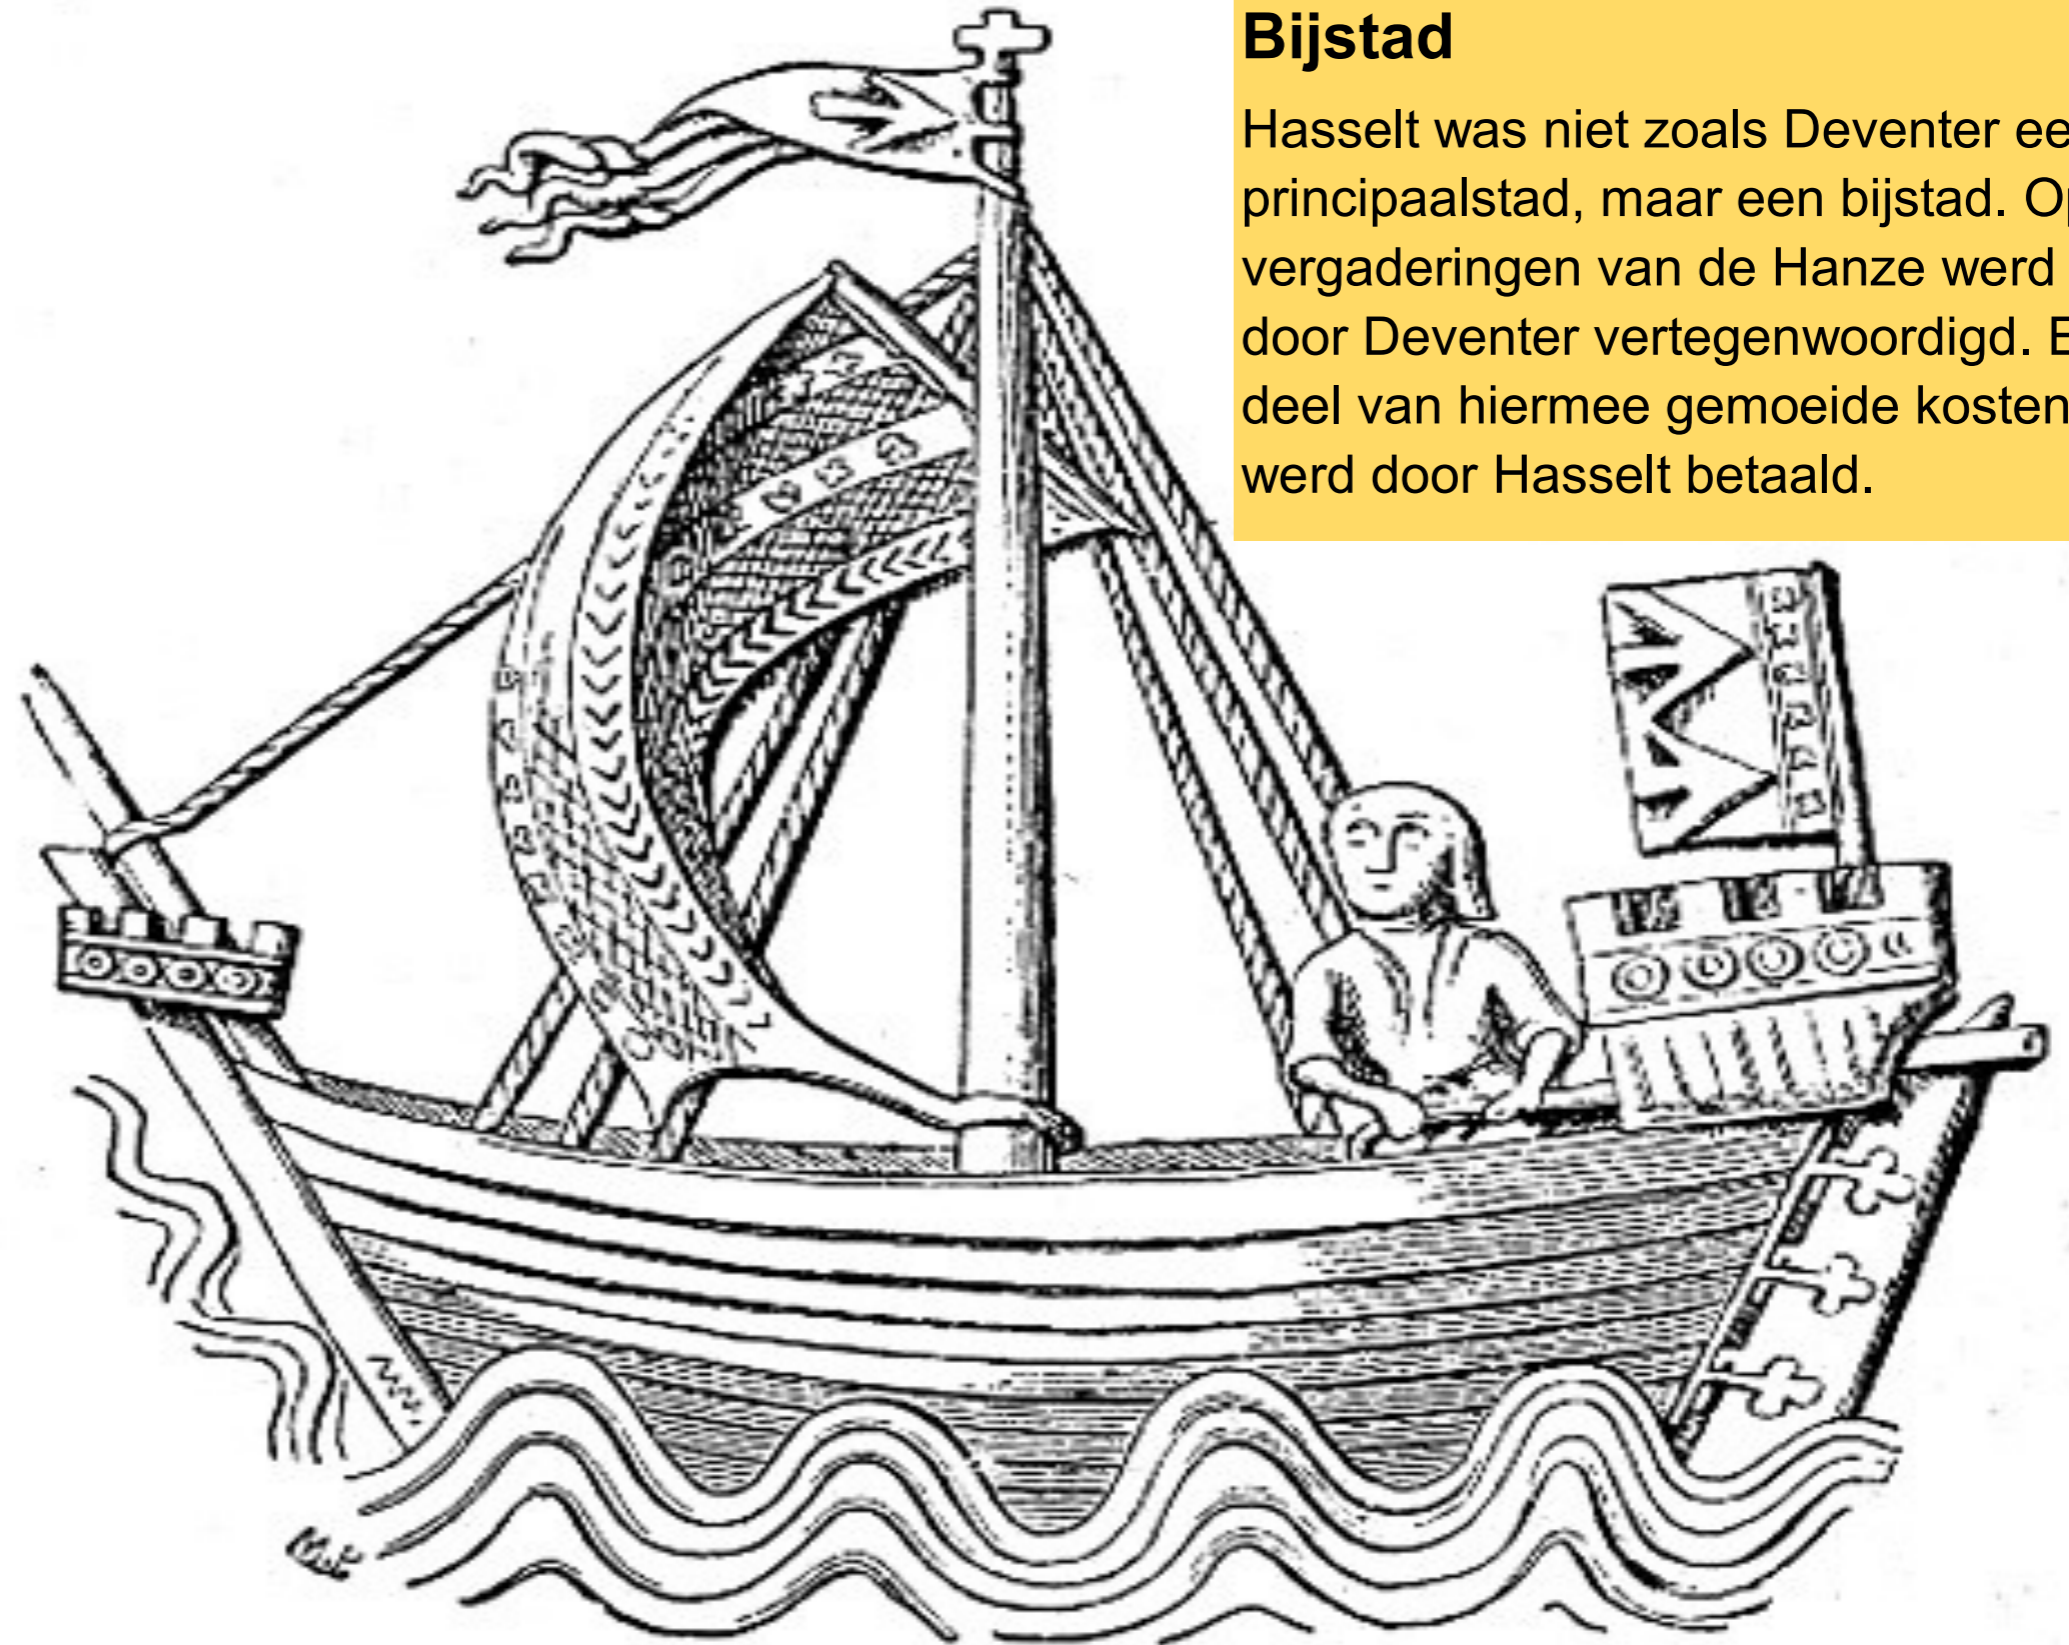 Bijstad
Hasselt was niet zoals Deventer ee
principaalstad, maar een bijstad. Op
vergaderingen van de Hanze werd
door Deventer vertegenwoordigd. E
deel van hiermee gemoeide kosten
werd door Hasselt betaald.